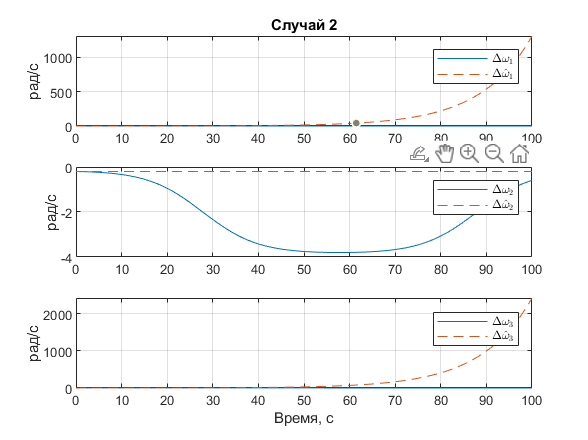 Случай 2
рад/с
1000
500
0
0 10 20 30 40 50 60 70 80 90 100
Δω₁
Δω̂₁
рад/с
0
-2
-4
0 10 20 30 40 50 60 70 80 90 100
Δω₂
Δω̂₂
рад/с
2000
1000
0
0 10 20 30 40 50 60 70 80 90 100
Δω₃
Δω̂₃
Время, с